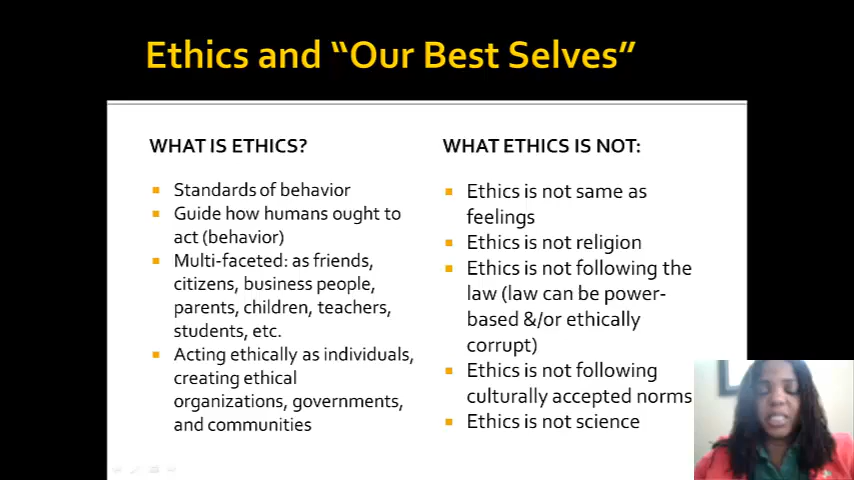 Ethics and “Our Best Selves”
WHAT IS ETHICS?
Standards of behavior
Guide how humans ought to
act (behavior)
Multi-faceted: as friends,
citizens, business people,
parents, children, teachers,
students, etc.
Acting ethically as individuals,
creating ethical
organizations, governments,
and communities
WHAT ETHICS IS NOT:
Ethics is not same as
feelings
Ethics is not religion
Ethics is not following the
law (law can be power-
based &/or ethically
corrupt)
Ethics is not following
culturally accepted norms
Ethics is not science